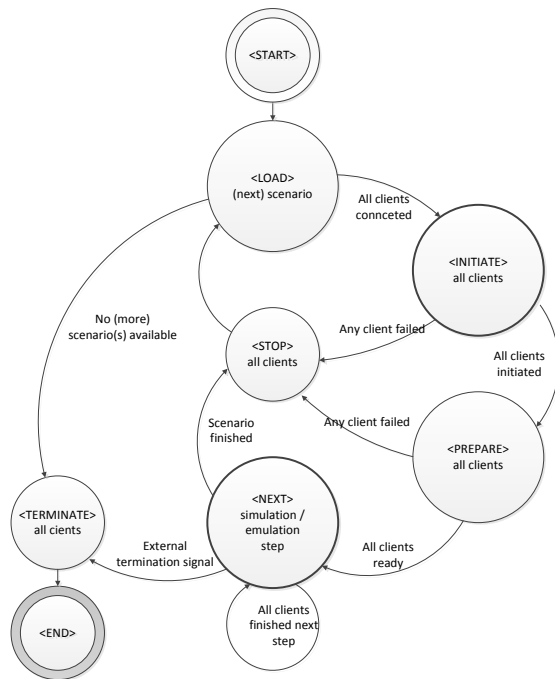 <START>
<LOAD>
(next) scenario
All clients
connceted
<INITIATE>
all clients
No (more)
scenario(s) available
Any client failed
<STOP>
all clients
All clients
initiated
Any client failed
Scenario
finished
<PREPARE>
all clients
<NEXT>
simulation /
emulation
step
<TERMINATE>
all cients
External
termination signal
All clients
ready
All clients
finished next
step
<END>